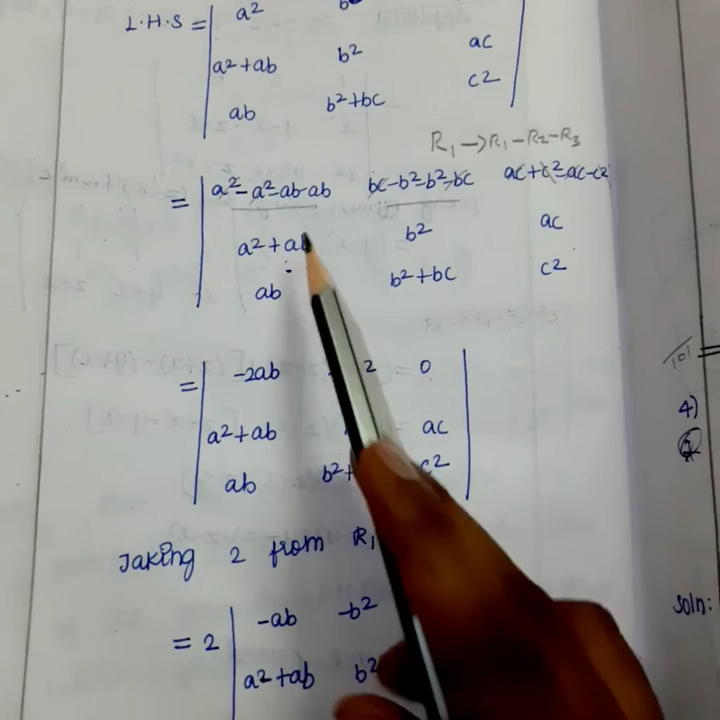 L.H.S = a²
a²+ab b² ac
ab b²+bc c2
R₁ →R₁-R₂-R₃
= a²-a²-ab-ab bc-b²-b²-bc ac+c²-ac-c2
a²+ab b² ac
ab b²+bc c2
= -2ab 2 0
a²+ab ac
ab b²+ c2
Taking 2 from R₁
= 2 -ab -b²
a²+ab b²
4)
Soln: